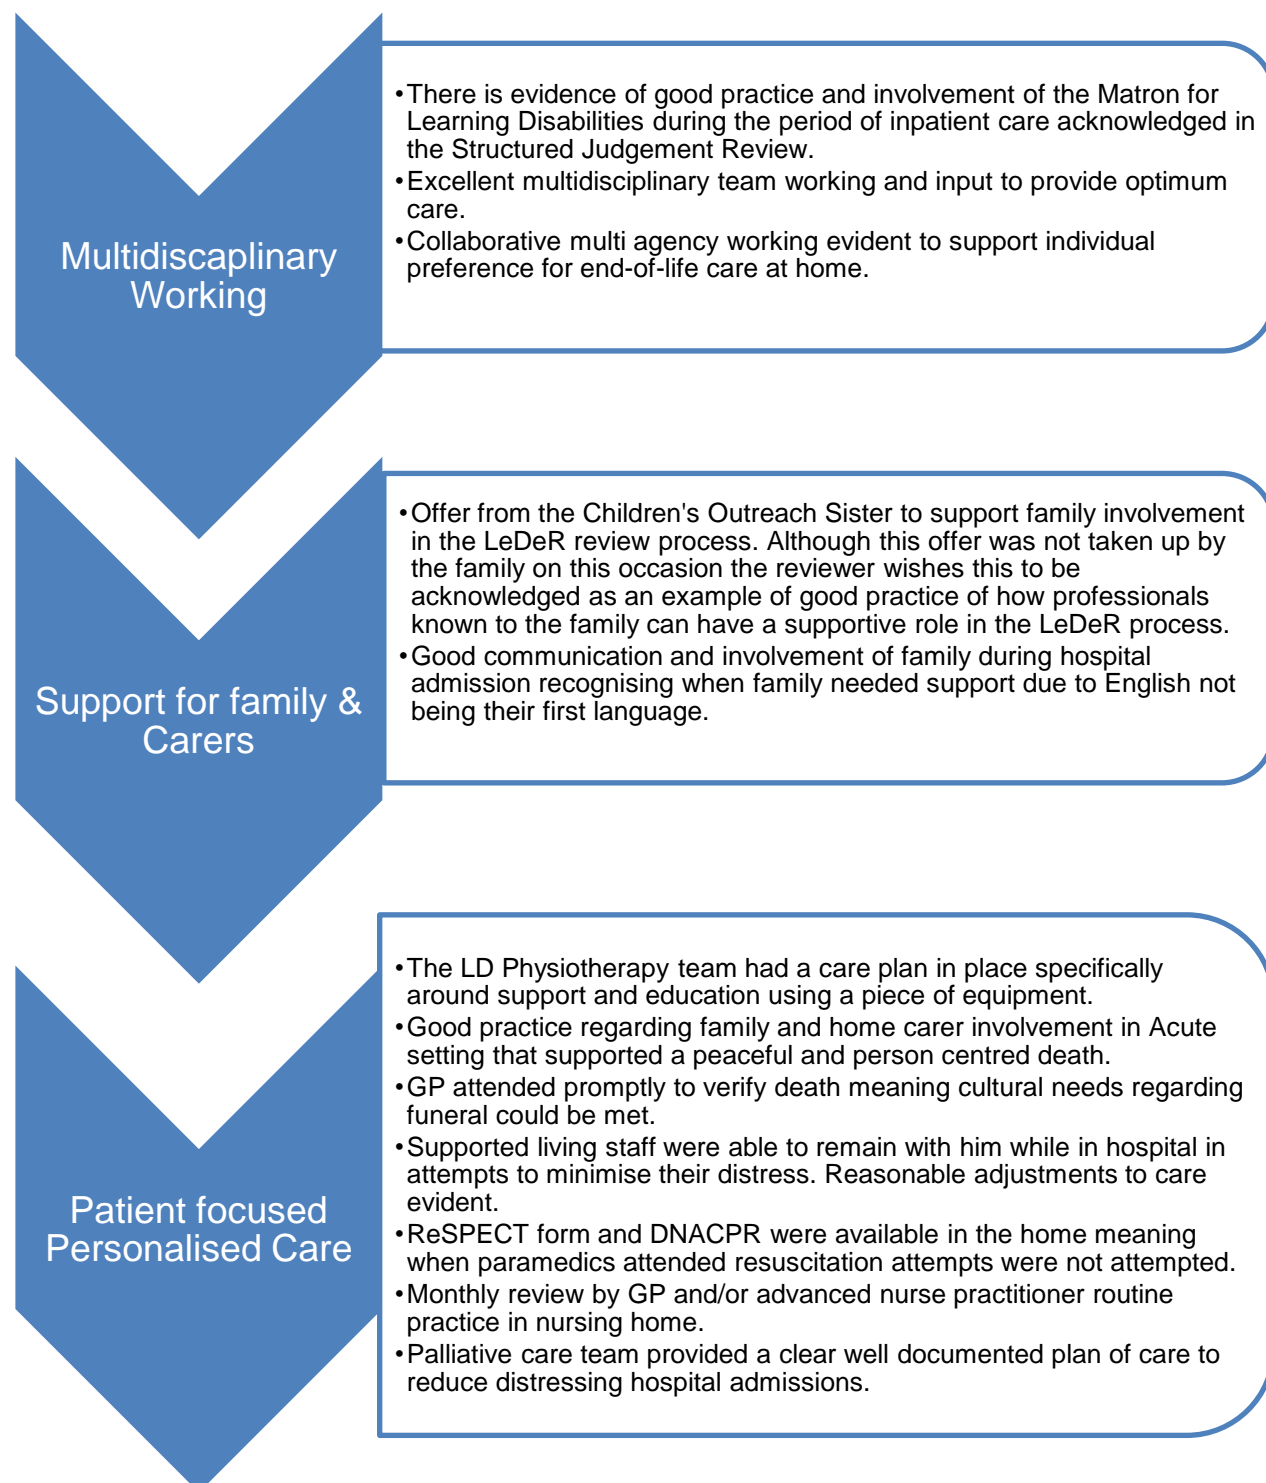 Multidiscaplinary
Working
•There is evidence of good practice and involvement of the Matron for
Learning Disabilities during the period of inpatient care acknowledged in
the Structured Judgement Review.
•Excellent multidisciplinary team working and input to provide optimum
care.
•Collaborative multi agency working evident to support individual
preference for end-of-life care at home.
Support for family &
Carers
•Offer from the Children's Outreach Sister to support family involvement
in the LeDeR review process. Although this offer was not taken up by
the family on this occasion the reviewer wishes this to be
acknowledged as an example of good practice of how professionals
known to the family can have a supportive role in the LeDeR process.
•Good communication and involvement of family during hospital
admission recognising when family needed support due to English not
being their first language.
Patient focused
Personalised Care
•The LD Physiotherapy team had a care plan in place specifically
around support and education using a piece of equipment.
•Good practice regarding family and home carer involvement in Acute
setting that supported a peaceful and person centred death.
•GP attended promptly to verify death meaning cultural needs regarding
funeral could be met.
•Supported living staff were able to remain with him while in hospital in
attempts to minimise their distress. Reasonable adjustments to care
evident.
•ReSPECT form and DNACPR were available in the home meaning
when paramedics attended resuscitation attempts were not attempted.
•Monthly review by GP and/or advanced nurse practitioner routine
practice in nursing home.
•Palliative care team provided a clear well documented plan of care to
reduce distressing hospital admissions.